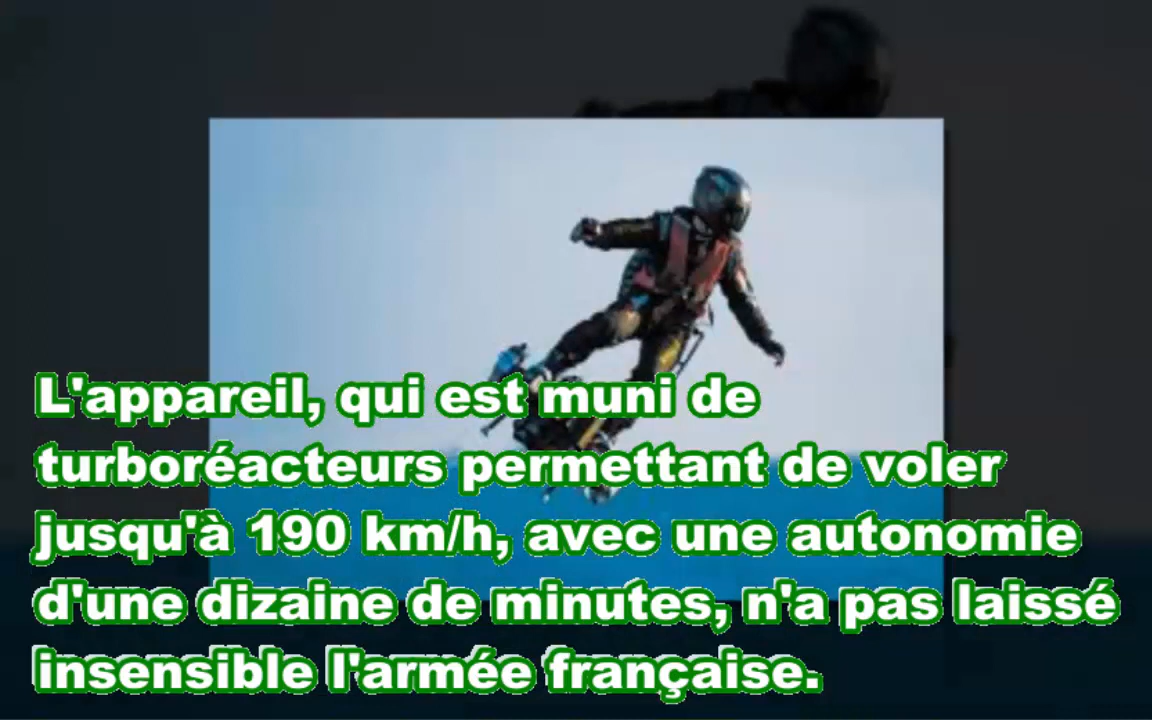 L'appareil, qui est muni de
turboréacteurs permettant de voler
jusqu'à 190 km/h, avec une autonomie
d'une dizaine de minutes, n'a pas laissé
insensible l'armée française.